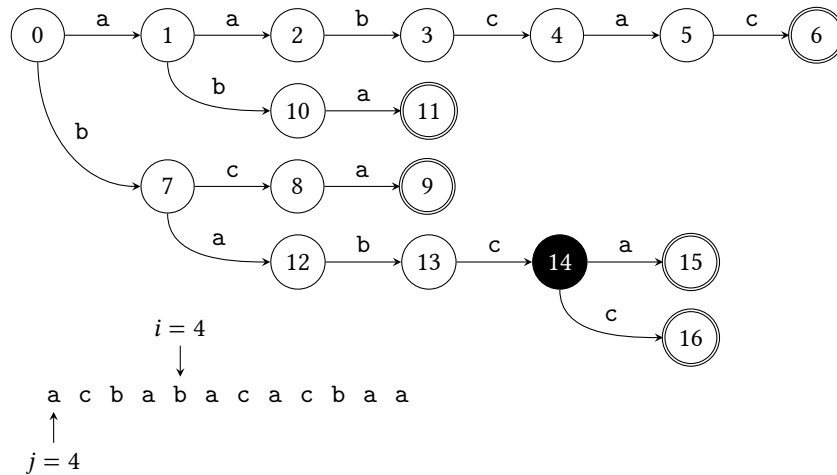 0 a 1 a 2 b 3 c 4 a 5 c 6
b 10 a 11
b
7 c 8 a 9
a 12 b 13 c 14 a 15
c 16
i = 4
a c b a b a c a c b a a
j = 4